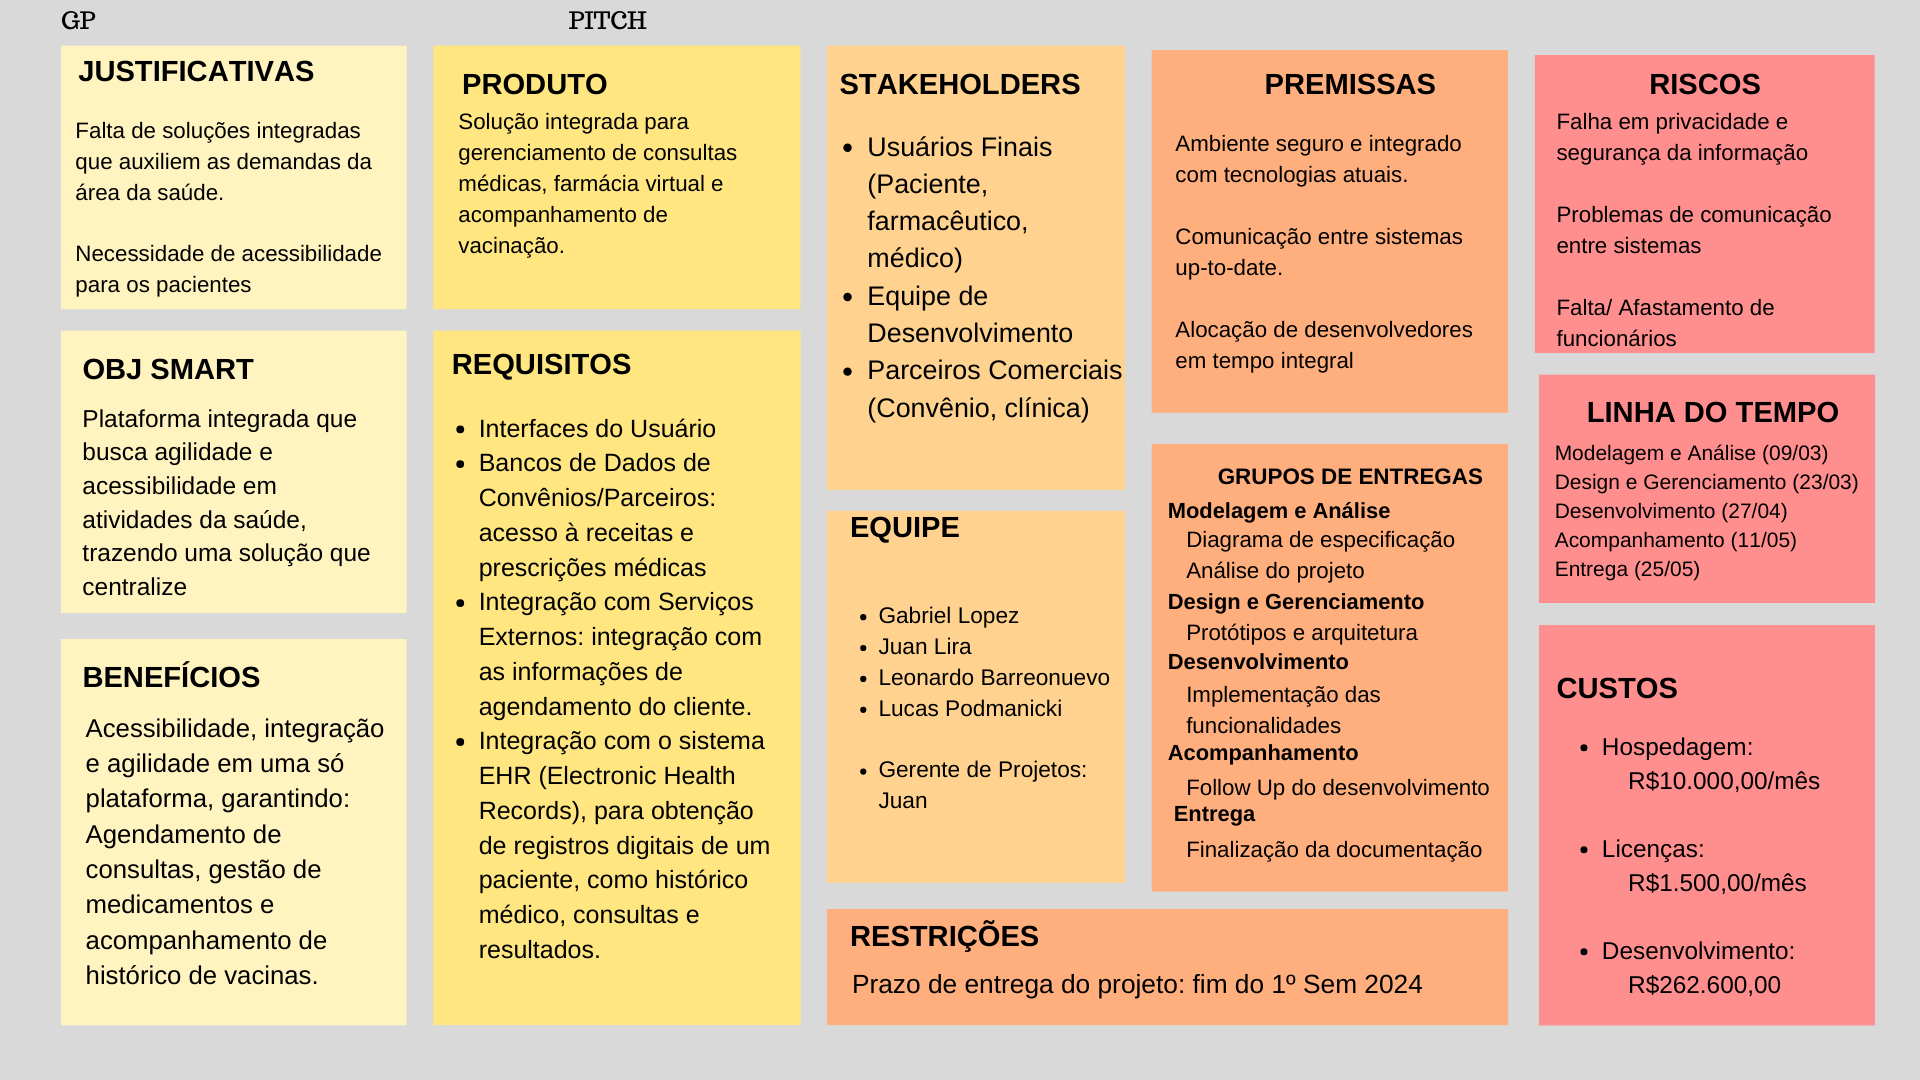 GP
PITCH
JUSTIFICATIVAS
Falta de soluções integradas
que auxiliem as demandas da
área da saúde.
Necessidade de acessibilidade
para os pacientes
OBJ SMART
Plataforma integrada que
busca agilidade e
acessibilidade em
atividades da saúde,
trazendo uma solução que
centralize
BENEFÍCIOS
Acessibilidade, integração
e agilidade em uma só
plataforma, garantindo:
Agendamento de
consultas, gestão de
medicamentos e
acompanhamento de
histórico de vacinas.
PRODUTO
Solução integrada para
gerenciamento de consultas
médicas, farmácia virtual e
acompanhamento de
vacinação.
REQUISITOS
• Interfaces do Usuário
• Bancos de Dados de
Convênios/Parceiros:
acesso à receitas e
prescrições médicas
• Integração com Serviços
Externos: integração com
as informações de
agendamento do cliente.
• Integração com o sistema
EHR (Electronic Health
Records), para obtenção
de registros digitais de um
paciente, como histórico
médico, consultas e
resultados.
STAKEHOLDERS
• Usuários Finais
(Paciente,
farmacêutico,
médico)
• Equipe de
Desenvolvimento
• Parceiros Comerciais
(Convênio, clínica)
EQUIPE
• Gabriel Lopez
• Juan Lira
• Leonardo Barreonuevo
• Lucas Podmanicki
• Gerente de Projetos:
Juan
PREMISSAS
Ambiente seguro e integrado
com tecnologias atuais.
Comunicação entre sistemas
up-to-date.
Alocação de desenvolvedores
em tempo integral
GRUPOS DE ENTREGAS
Modelagem e Análise
Diagrama de especificação
Análise do projeto
Design e Gerenciamento
Protótipos e arquitetura
Desenvolvimento
Implementação das
funcionalidades
Acompanhamento
Follow Up do desenvolvimento
Entrega
Finalização da documentação
RESTRIÇÕES
Prazo de entrega do projeto: fim do 1º Sem 2024
RISCOS
Falha em privacidade e
segurança da informação
Problemas de comunicação
entre sistemas
Falta/ Afastamento de
funcionários
LINHA DO TEMPO
Modelagem e Análise (09/03)
Design e Gerenciamento (23/03)
Desenvolvimento (27/04)
Acompanhamento (11/05)
Entrega (25/05)
CUSTOS
• Hospedagem:
R$10.000,00/mês
• Licenças:
R$1.500,00/mês
• Desenvolvimento:
R$262.600,00